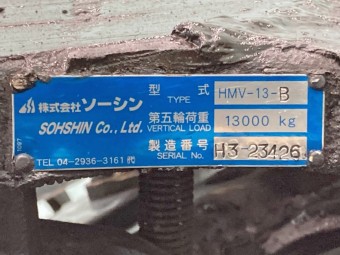 株式会社ソーシン
SOHSHIN Co., Ltd.
TEL 04-2936-3161 代
型式 HMV-13-B
TYPE
第五輪荷重 13000 kg
VERTICAL LOAD
製造番号 H3-23426
SERIAL No.